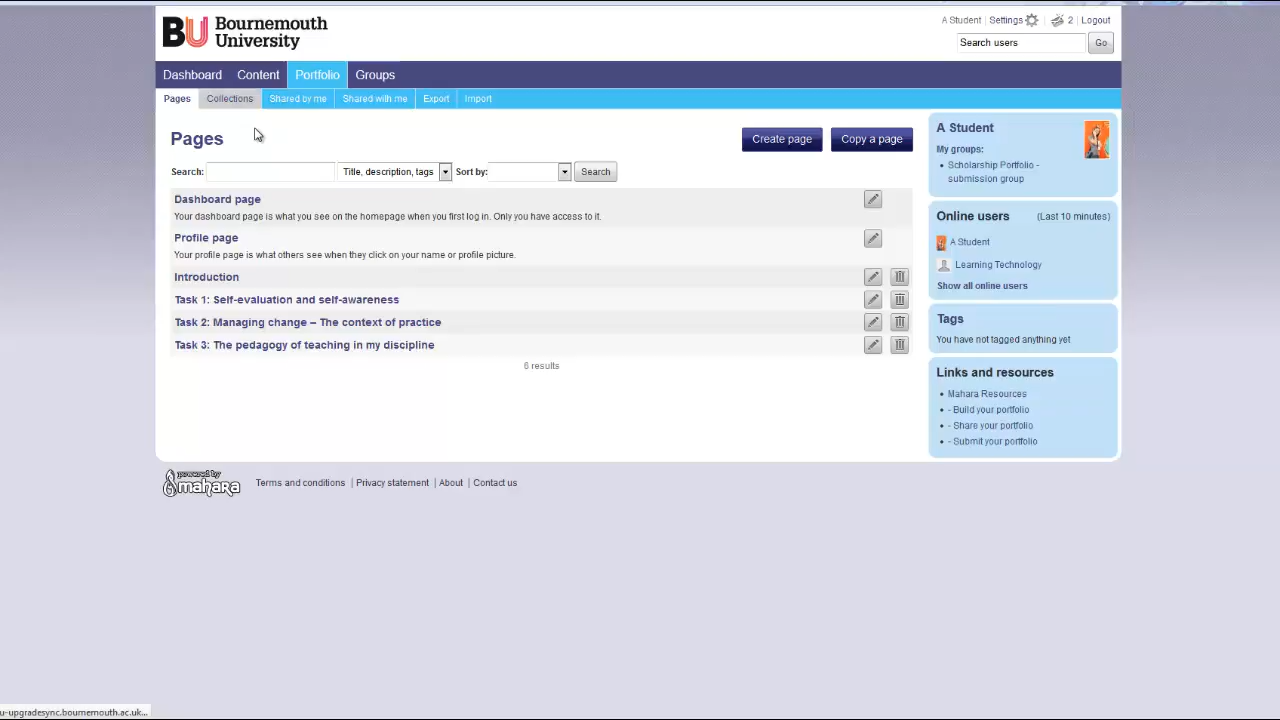 BU Bournemouth
University
A Student | Settings | 2 | Logout
Search users Go
Dashboard Content Portfolio Groups
Pages Collections Shared by me Shared with me Export Import
Pages
Create page Copy a page
Search: Title, description, tags Sort by: Search
Dashboard page
Your dashboard page is what you see on the homepage when you first log in. Only you have access to it.
Profile page
Your profile page is what others see when they click on your name or profile picture.
Introduction
Task 1: Self-evaluation and self-awareness
Task 2: Managing change – The context of practice
Task 3: The pedagogy of teaching in my discipline
6 results
A Student
My groups:
Scholarship Portfolio -
submission group
Online users (Last 10 minutes)
A Student
Learning Technology
Show all online users
Tags
You have not tagged anything yet
Links and resources
Mahara Resources
- Build your portfolio
- Share your portfolio
- Submit your portfolio
powered by
mahara
Terms and conditions | Privacy statement | About | Contact us
u-upgradesync.bournemouth.ac.uk...